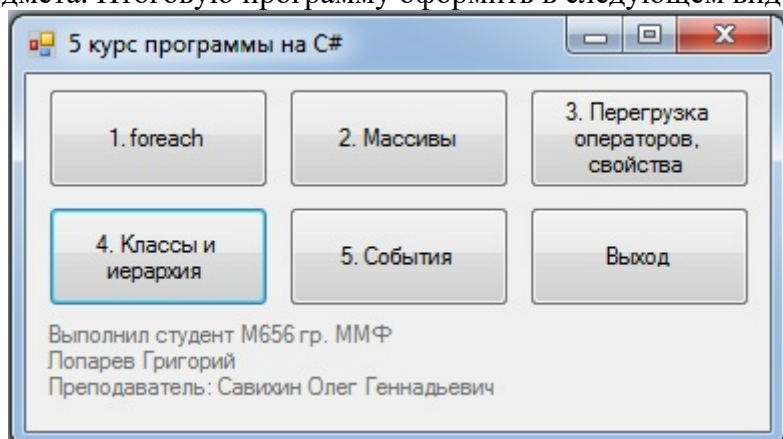 дмета. Итоговую программу оформить в следующем вид
5 курс программы на C#
1. foreach
2. Массивы
3. Перегрузка
операторов,
свойства
4. Классы и
иерархия
5. События
Выход
Выполнил студент М656 гр. ММФ
Лопарев Григорий
Преподаватель: Савихин Олег Геннадьевич